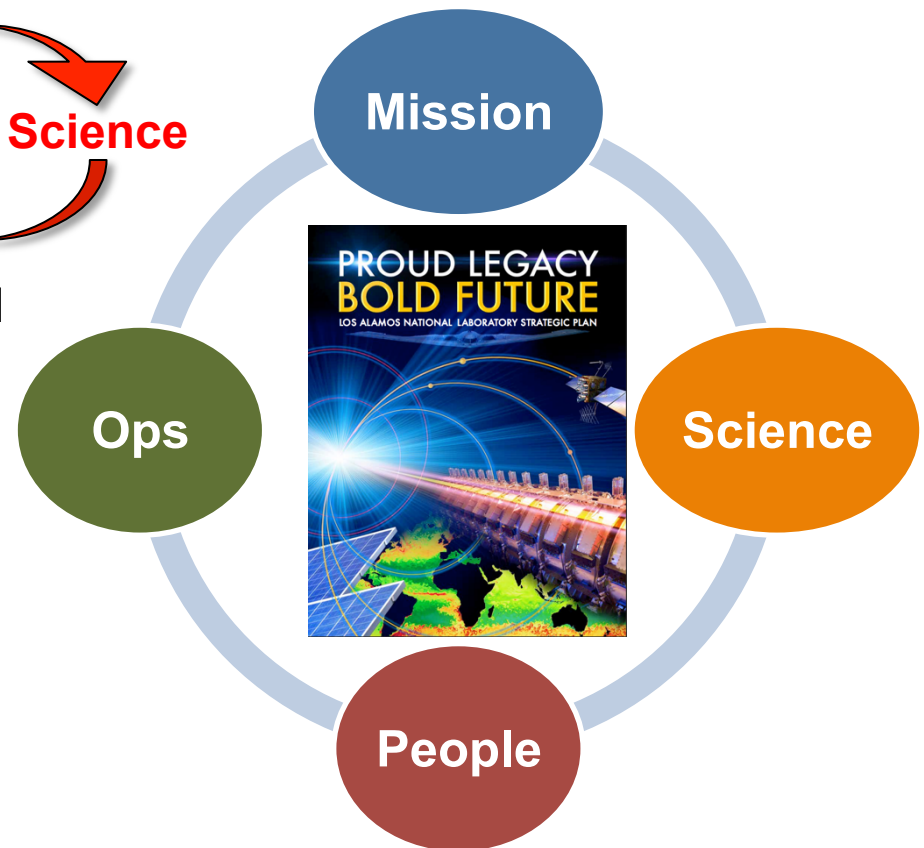 Mission
Science
PROUD LEGACY
BOLD FUTURE
LOS ALAMOS NATIONAL LABORATORY STRATEGIC PLAN
Ops
Science
People